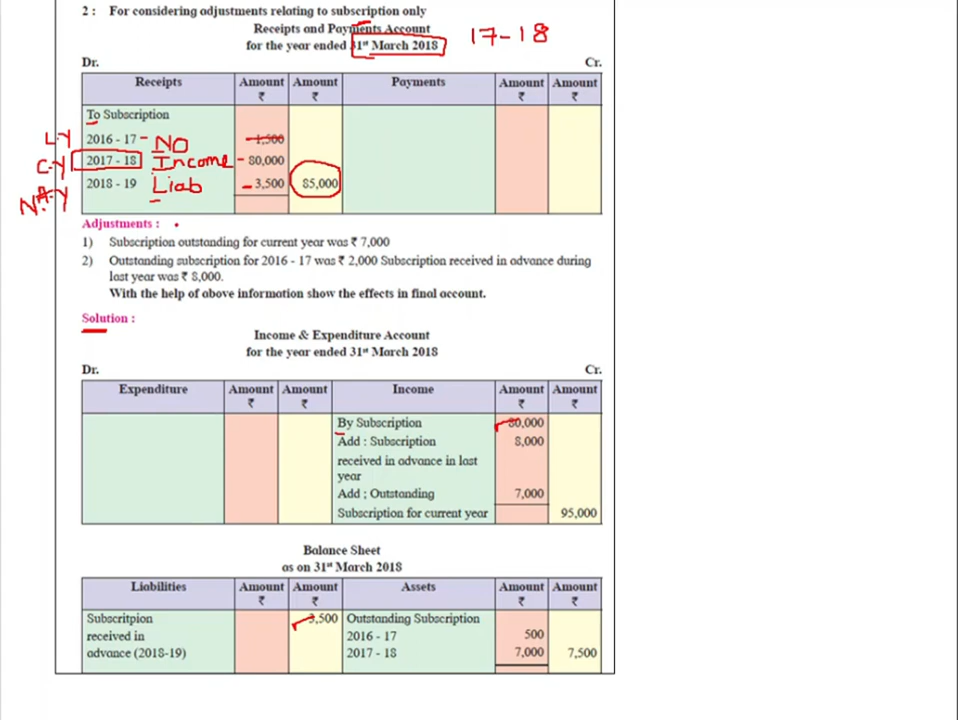 2 : For considering adjustments relating to subscription only
Receipts and Payments Account
for the year ended 31st March 2018 17-18
Dr. Cr.
Receipts Amount ₹ Amount ₹ Payments Amount ₹ Amount ₹
To Subscription
L.Y 2016 - 17 - NO 1,500
C.Y 2017 - 18 Income - 80,000
2018 - 19 Liab - 3,500 85,000
Adjustments :
1) Subscription outstanding for current year was ₹ 7,000
2) Outstanding subscription for 2016 - 17 was ₹ 2,000 Subscription received in advance during
last year was ₹ 8,000.
With the help of above information show the effects in final account.
Solution :
Income & Expenditure Account
for the year ended 31st March 2018
Dr. Cr.
Expenditure Amount ₹ Amount ₹ Income Amount ₹ Amount ₹
By Subscription 80,000
Add : Subscription 8,000
received in advance in last
year
Add ; Outstanding 7,000
Subscription for current year 95,000
Balance Sheet
as on 31st March 2018
Liabilities Amount ₹ Amount ₹ Assets Amount ₹ Amount ₹
Subscritpion 3,500 Outstanding Subscription
received in 2016 - 17 500
advance (2018-19) 2017 - 18 7,000 7,500